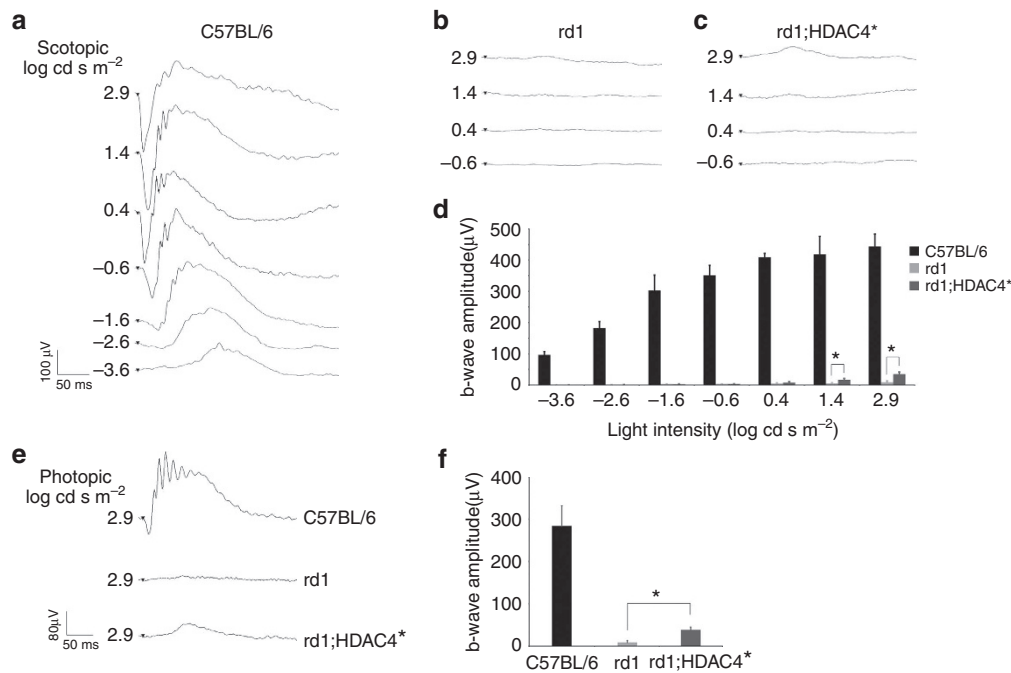 a
C57BL/6
Scotopic
log cd s m⁻²
2.9
1.4
0.4
−0.6
−1.6
−2.6
−3.6
100 μV
50 ms
b
rd1
2.9
1.4
0.4
−0.6
c
rd1;HDAC4*
2.9
1.4
0.4
−0.6
d
b-wave amplitude(μV)
500
400
300
200
100
0
* *
−3.6 −2.6 −1.6 −0.6 0.4 1.4 2.9
Light intensity (log cd s m⁻²)
C57BL/6
rd1
rd1;HDAC4*
e
Photopic
log cd s m⁻²
2.9 C57BL/6
2.9 rd1
2.9 rd1;HDAC4*
80μV
50 ms
f
b-wave amplitude(μV)
400
300
200
100
0
*
C57BL/6 rd1 rd1;HDAC4*